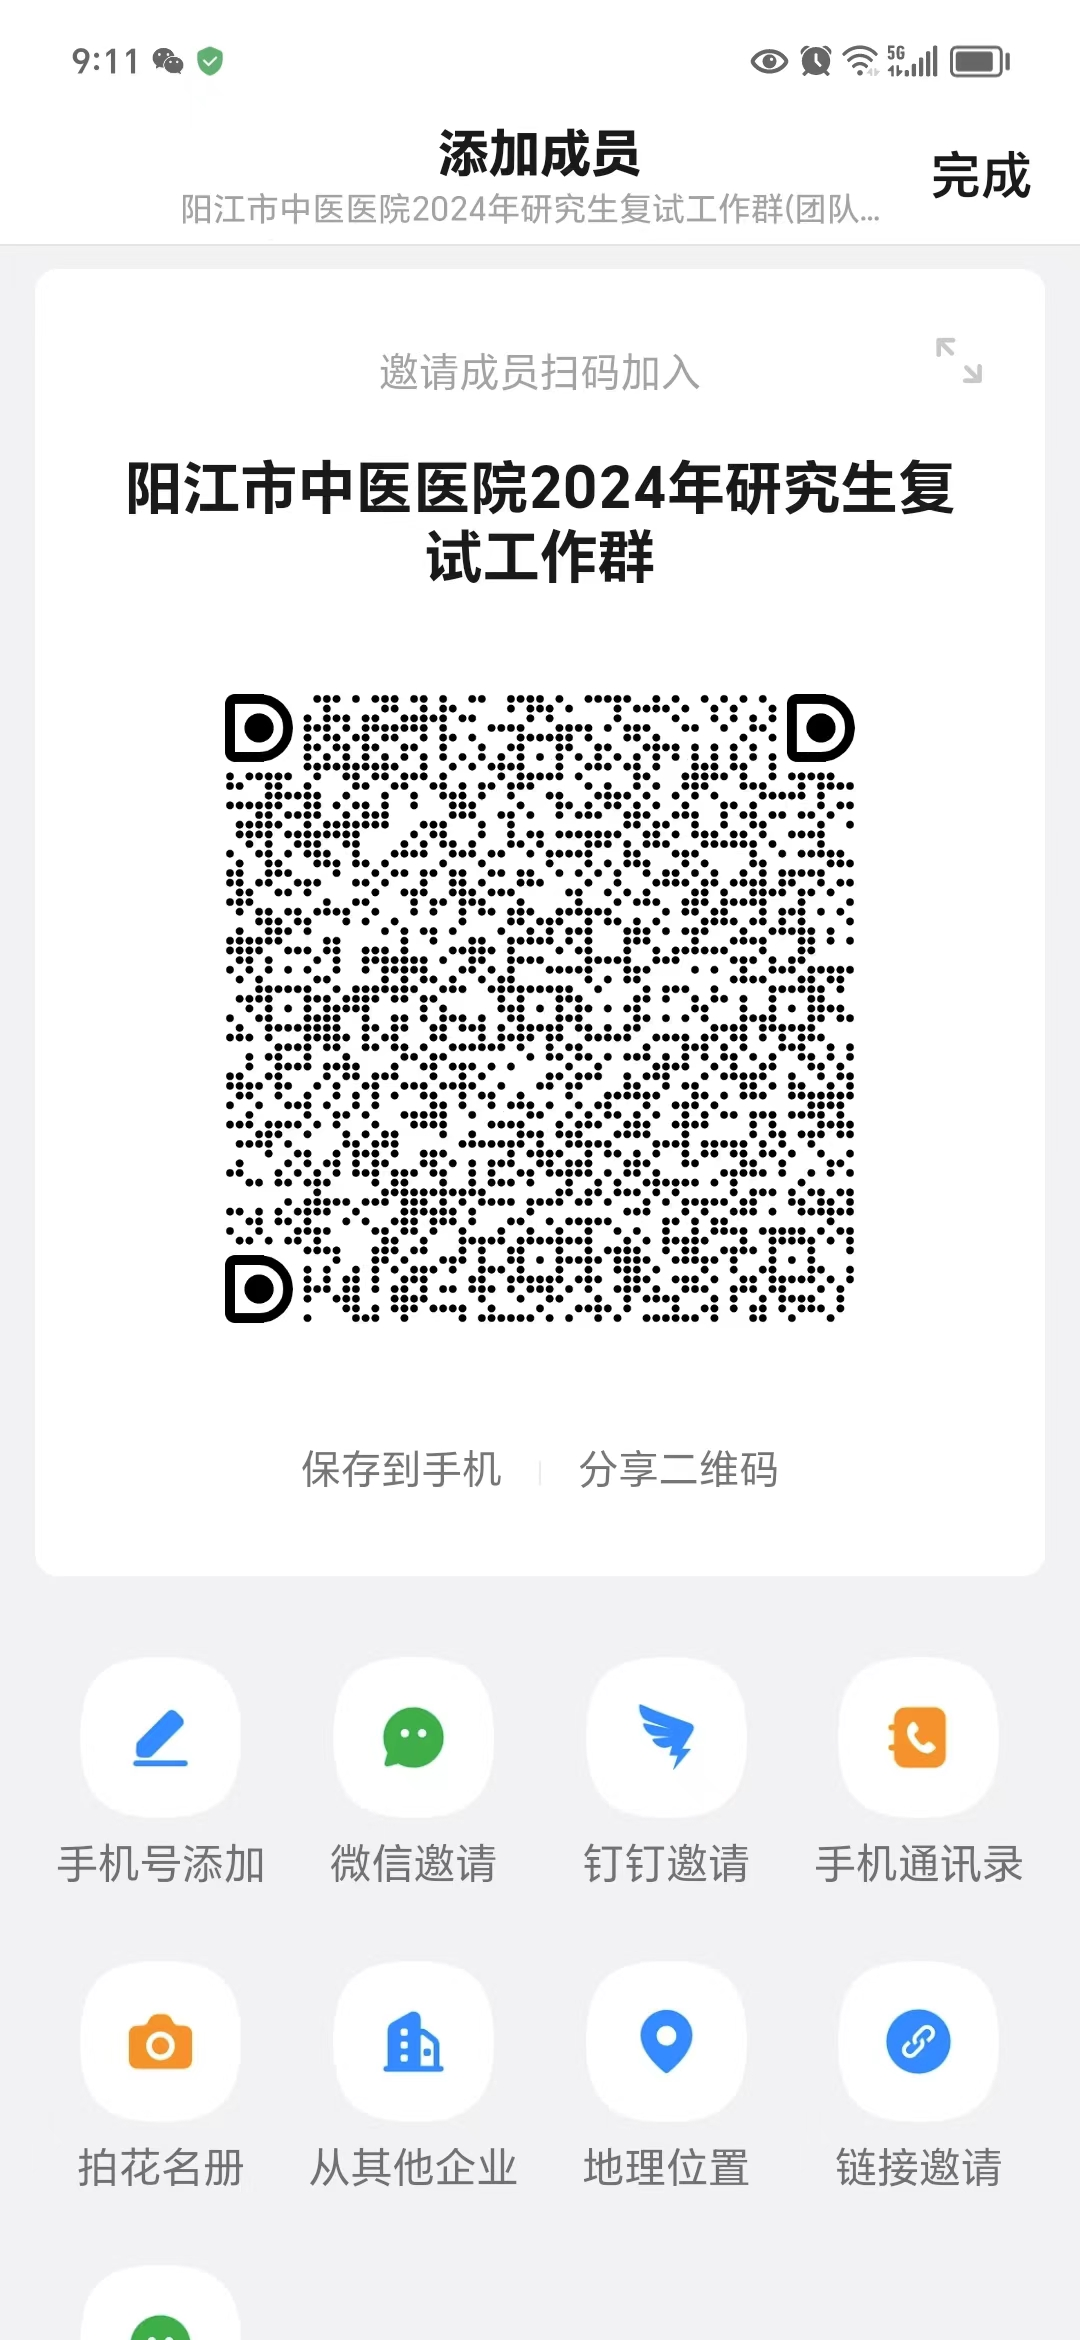 9:11
5G
添加成员
阳江市中医医院2024年研究生复试工作群(团队...
完成
邀请成员扫码加入
阳江市中医医院2024年研究生复
试工作群
保存到手机
分享二维码
手机号添加
微信邀请
钉钉邀请
手机通讯录
拍花名册
从其他企业
地理位置
链接邀请